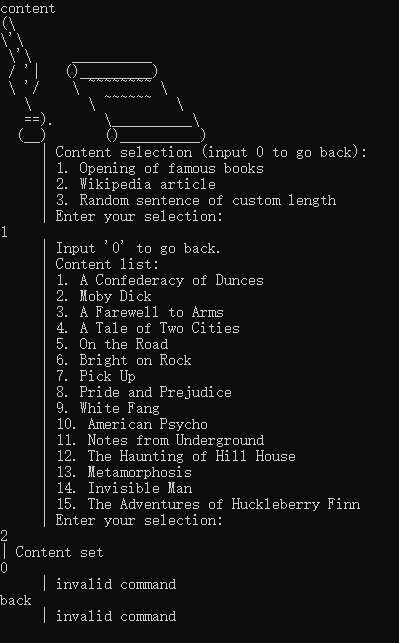 content
| Content selection (input 0 to go back):
| 1. Opening of famous books
| 2. Wikipedia article
| 3. Random sentence of custom length
| Enter your selection:
1
| Input '0' to go back.
| Content list:
| 1. A Confederacy of Dunces
| 2. Moby Dick
| 3. A Farewell to Arms
| 4. A Tale of Two Cities
| 5. On the Road
| 6. Bright on Rock
| 7. Pick Up
| 8. Pride and Prejudice
| 9. White Fang
| 10. American Psycho
| 11. Notes from Underground
| 12. The Haunting of Hill House
| 13. Metamorphosis
| 14. Invisible Man
| 15. The Adventures of Huckleberry Finn
| Enter your selection:
2
| Content set
0
| invalid command
back
| invalid command